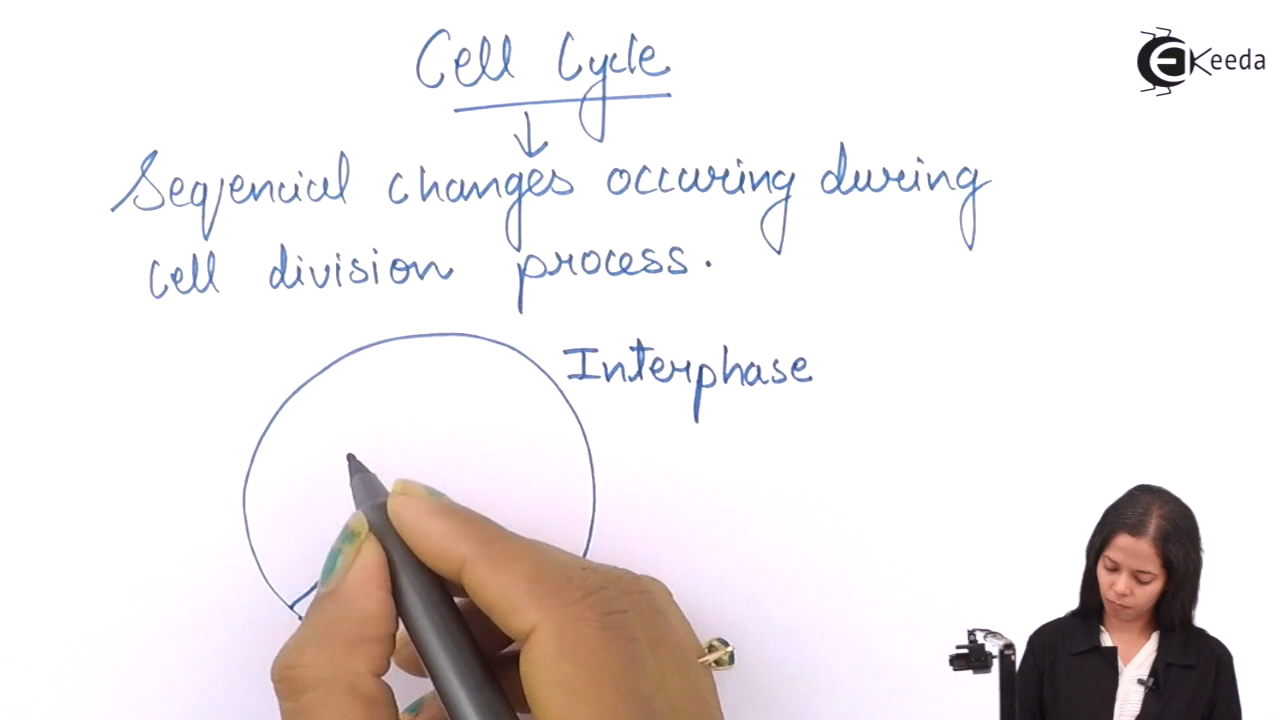 Cell Cycle
Seqencial changes occuring during
cell division process.
Interphase
Keeda